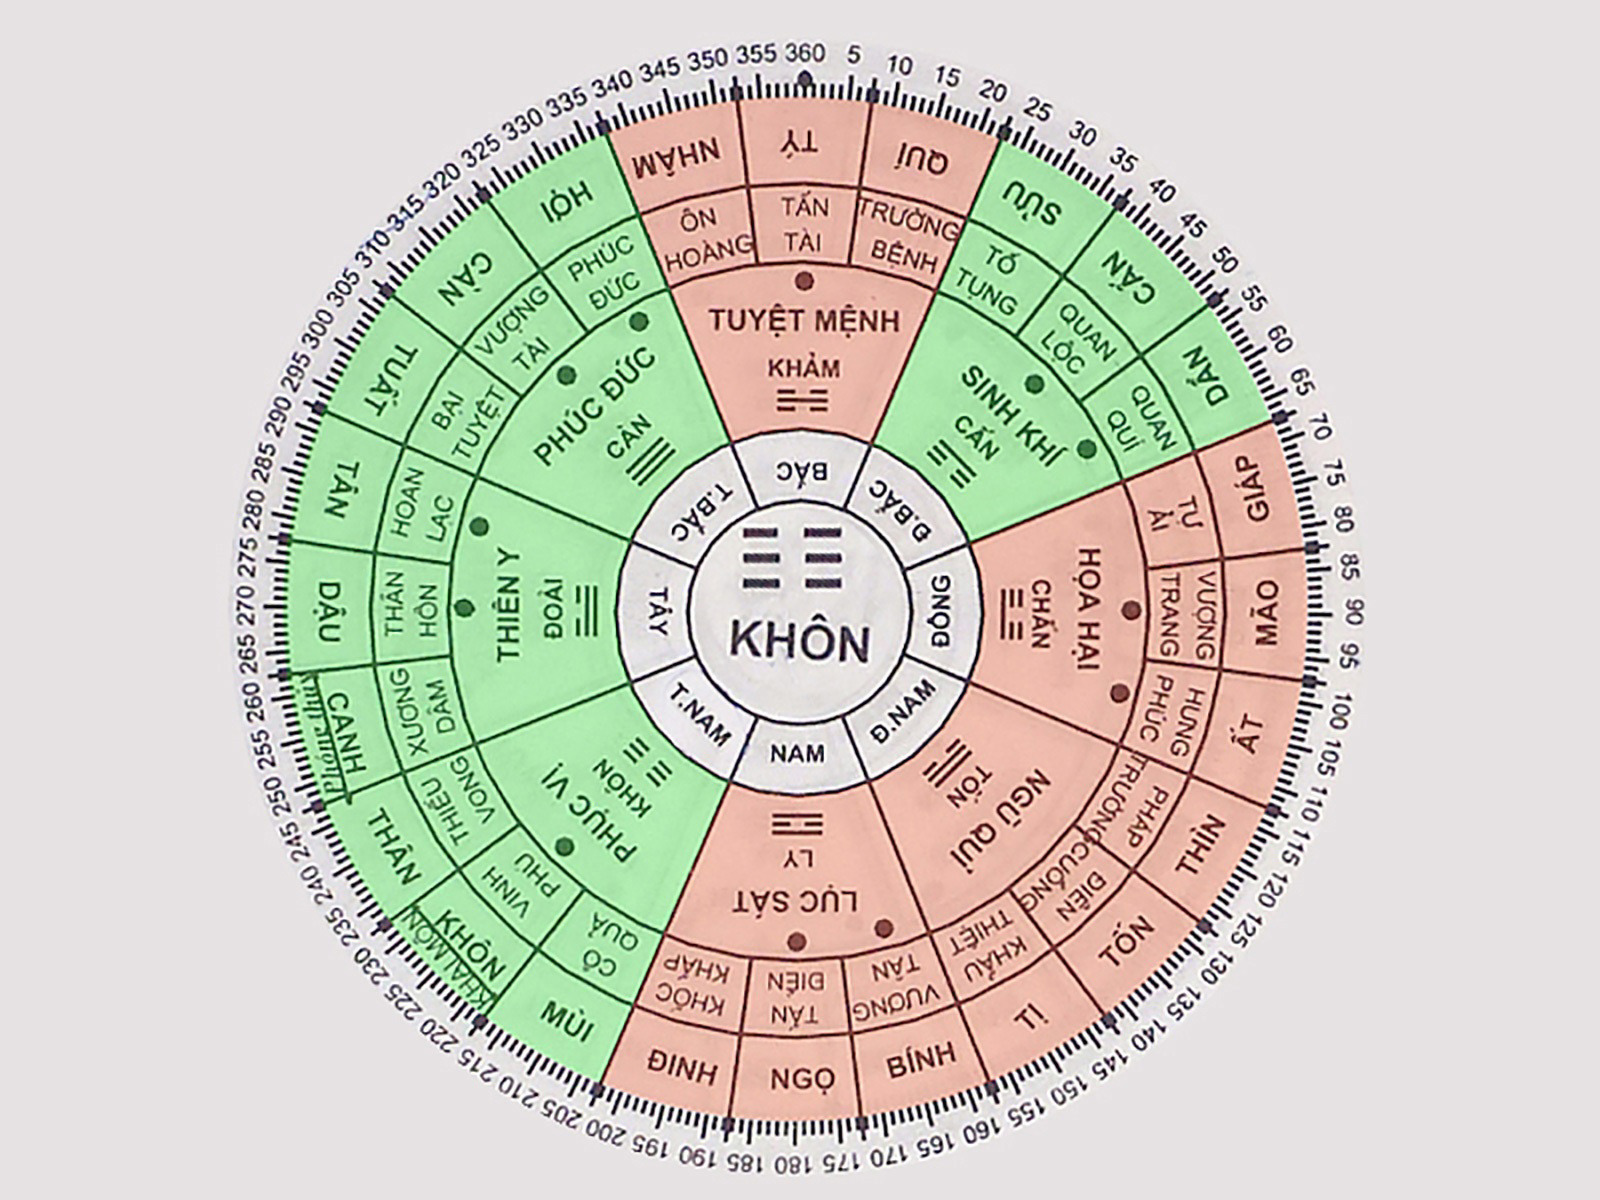 360
5
10
15
20
25
30
35
40
45
50
55
60
65
70
75
80
85
90
95
100
105
110
115
120
125
130
135
140
145
150
155
160
165
170
175
180
185
190
195
200
205
210
215
220
225
230
235
240
245
250
255
260
265
270
275
280
285
290
295
300
305
310
315
320
325
330
335
340
345
350
355
NHÂM
TÝ
QUÍ
SỬU
CẤN
DẦN
GIÁP
MÃO
ẤT
THÌN
TỐN
TỊ
BÍNH
NGỌ
ĐINH
MÙI
KHÔN
THÂN
CANH
DẬU
TÂN
TUẤT
CÀN
HỢI
ÔN
HOÀNG
TẤN
TÀI
TRƯỜNG
BỆNH
TỐ
TỤNG
QUAN
LỘC
QUAN
QUÍ
TỰ
ẢI
VƯỢNG
TRANG
HƯNG
PHÚC
PHÁP
TRƯỜNG
ĐIÊN
CUỒNG
KHẨU
THIỆT
VƯỢNG
TẦN
TẤN
ĐIỀN
KHỐC
KHẤP
CÔ
QUẢ
VINH
PHÚ
THIẾU
VONG
XƯƠNG
DÂM
THÂN
HÔN
HOAN
LẠC
BẠI
TUYỆT
VƯỢNG
TÀI
PHÚC
ĐỨC
TUYỆT MỆNH
KHẢM
SINH KHÍ
CẤN
HỌA HẠI
CHẤN
NGŨ QUỈ
TỐN
LỤC SÁT
LY
PHỤC VỊ
KHÔN
THIÊN Y
ĐOÀI
PHÚC ĐỨC
CÀN
BẮC
Đ.BẮC
ĐÔNG
Đ.NAM
NAM
T.NAM
TÂY
T.BẮC
KHÔN